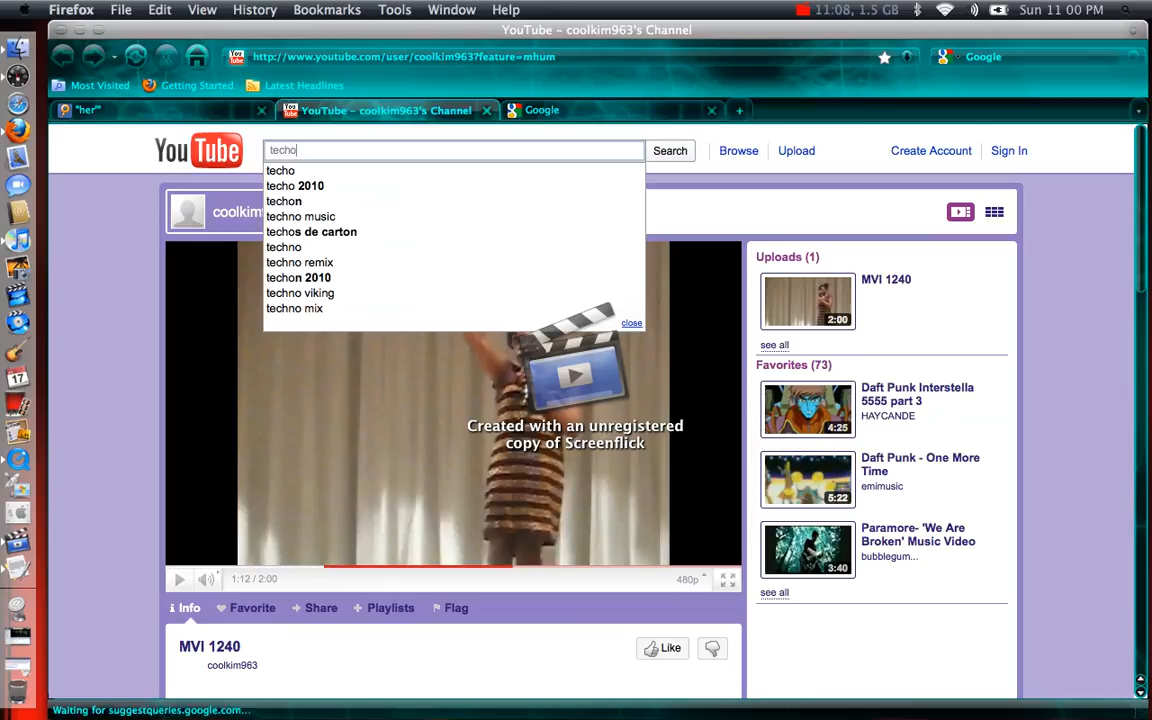 Firefox File Edit View History Bookmarks Tools Window Help 11:08, 1.5 GB Sun 11:00 PM
YouTube - coolkim963's Channel
You Tube http://www.youtube.com/user/coolkim963?feature=mhum Google
Most Visited Getting Started Latest Headlines
"her" YouTube - coolkim963's Channel Google
YouTube techo Search Browse Upload Create Account Sign In
techo
techo 2010
techon
techno music
techos de carton
techno
techno remix
techon 2010
techno viking
techno mix
close
coolkim
Uploads (1)
MVI 1240
2:00
see all
Favorites (73)
Daft Punk Interstella
5555 part 3
HAYCANDE
4:25
Daft Punk - One More
Time
emimusic
5:22
Paramore- 'We Are
Broken' Music Video
bubblegum...
3:40
see all
Created with an unregistered
copy of Screenflick
1:12 / 2:00 480p
Info Favorite Share Playlists Flag
MVI 1240
coolkim963
Like
17
Waiting for suggestqueries.google.com...